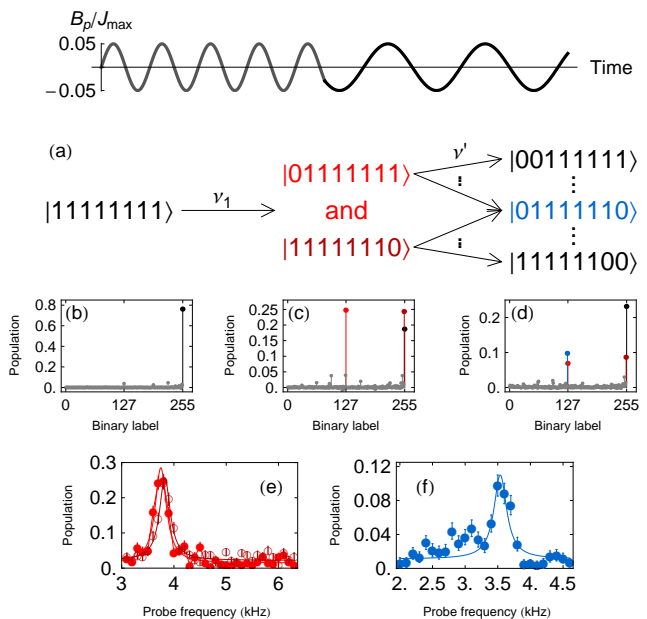 B_p/J_max
0.05
−0.05
Time
(a)
|11111111⟩
ν_1
|01111111⟩
and
|11111110⟩
ν'
|00111111⟩
...
|01111110⟩
...
|11111100⟩
(b)
Population
0.8
0.6
0.4
0.2
0.
0 127 255
Binary label
(c)
Population
0.25
0.2
0.15
0.1
0.05
0.
0 127 255
Binary label
(d)
Population
0.2
0.1
0.
0 127 255
Binary label
(e)
Population
0.3
0.2
0.1
0.
3 4 5 6
Probe frequency (kHz)
(f)
Population
0.12
0.08
0.04
0.
2. 2.5 3. 3.5 4. 4.5
Probe frequency (kHz)